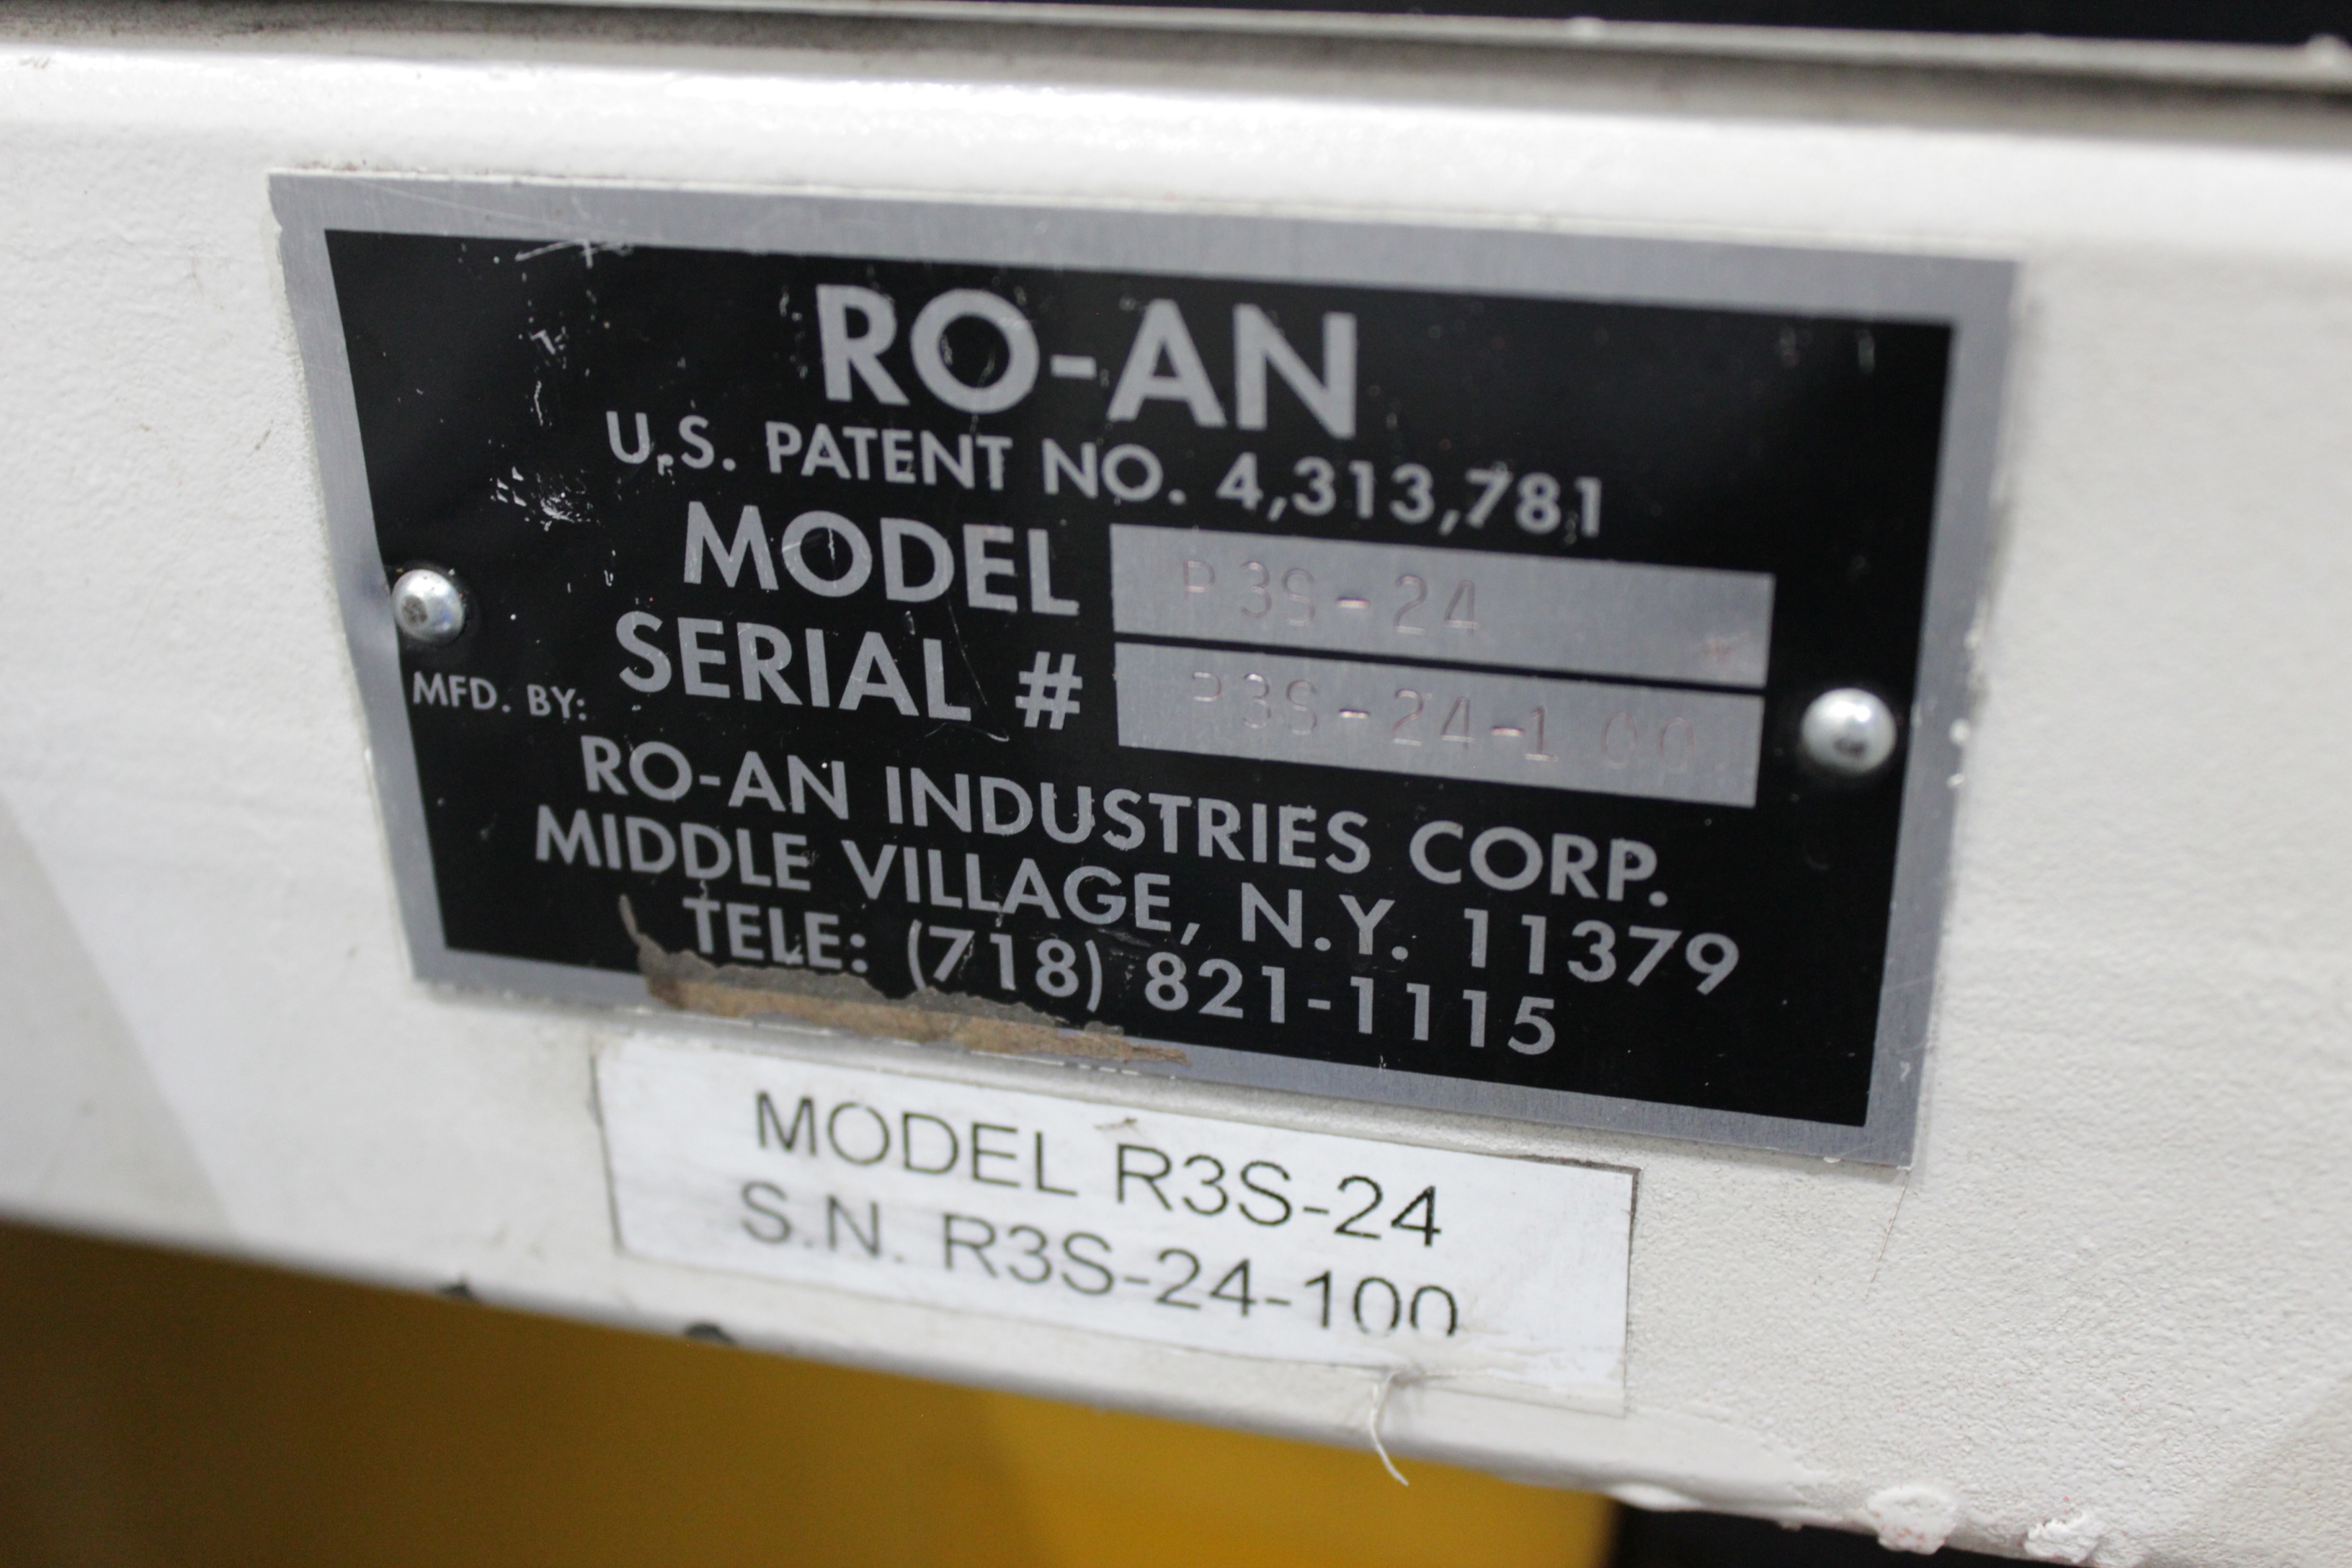 RO-AN
U.S. PATENT NO. 4,313,781
MODEL R3S-24
SERIAL # R3S-24-100
MFD. BY:
RO-AN INDUSTRIES CORP.
MIDDLE VILLAGE, N.Y. 11379
TELE: (718) 821-1115
MODEL R3S-24
S.N. R3S-24-100